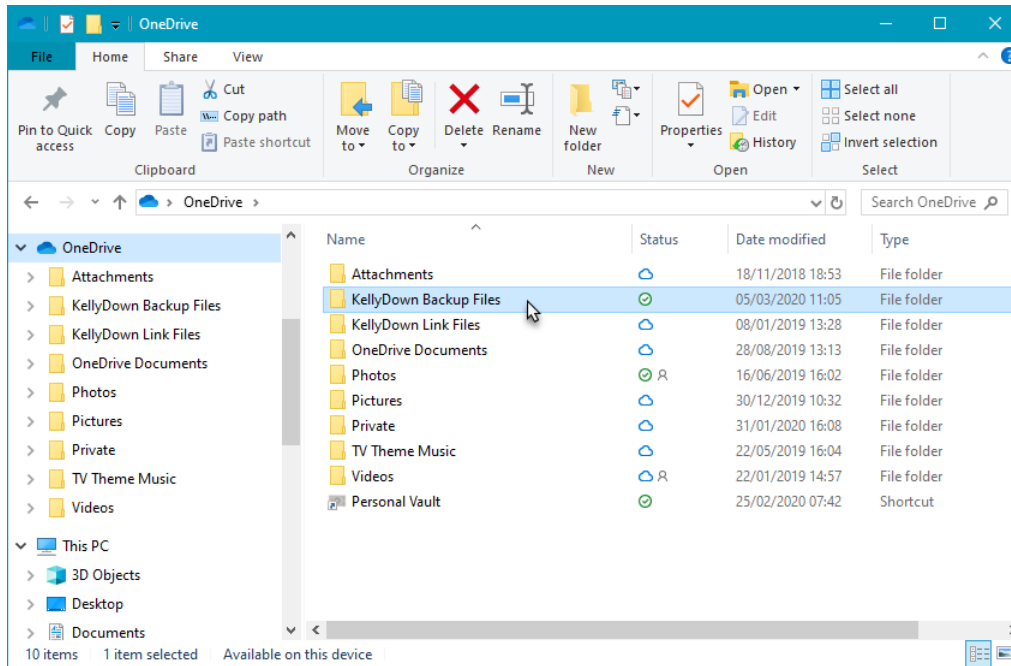 OneDrive
File Home Share View
Pin to Quick access
Copy
Paste
Cut
Copy path
Paste shortcut
Move to
Copy to
Delete
Rename
New folder
Properties
Open
Edit
History
Select all
Select none
Invert selection
Clipboard Organize New Open Select
OneDrive
Search OneDrive
OneDrive
Attachments
KellyDown Backup Files
KellyDown Link Files
OneDrive Documents
Photos
Pictures
Private
TV Theme Music
Videos
This PC
3D Objects
Desktop
Documents
Name Status Date modified Type
Attachments 18/11/2018 18:53 File folder
KellyDown Backup Files 05/03/2020 11:05 File folder
KellyDown Link Files 08/01/2019 13:28 File folder
OneDrive Documents 28/08/2019 13:13 File folder
Photos 16/06/2019 16:02 File folder
Pictures 30/12/2019 10:32 File folder
Private 31/01/2020 16:08 File folder
TV Theme Music 22/05/2019 16:04 File folder
Videos 22/01/2019 14:57 File folder
Personal Vault 25/02/2020 07:42 Shortcut
10 items 1 item selected Available on this device